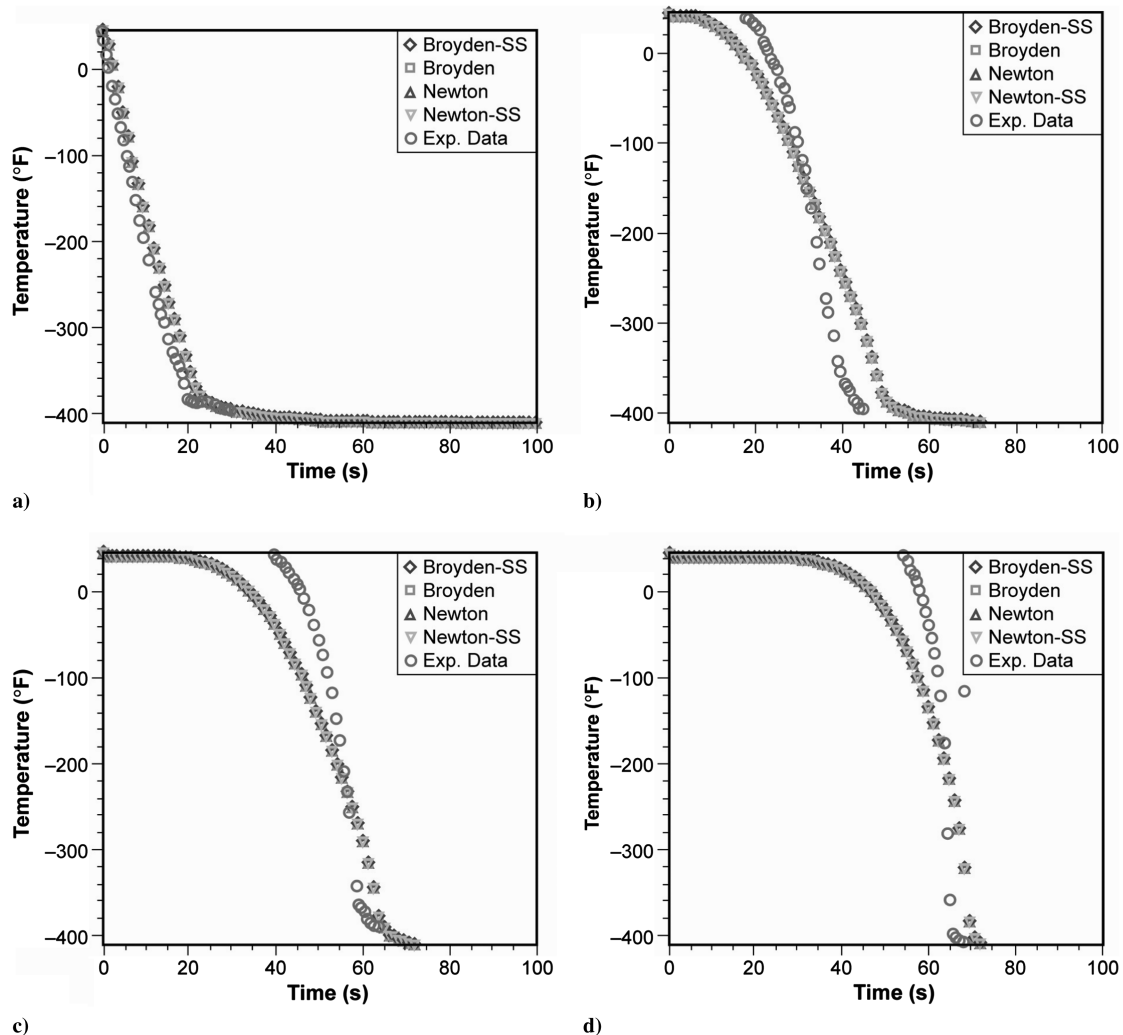 Broyden-SS
Broyden
Newton
Newton-SS
Exp. Data
0
–100
–200
–300
–400
Temperature (°F)
0 20 40 60 80 100
Time (s)
a)
Broyden-SS
Broyden
Newton
Newton-SS
Exp. Data
0
–100
–200
–300
–400
Temperature (°F)
0 20 40 60 80 100
Time (s)
b)
Broyden-SS
Broyden
Newton
Newton-SS
Exp. Data
0
–100
–200
–300
–400
Temperature (°F)
0 20 40 60 80 100
Time (s)
c)
Broyden-SS
Broyden
Newton
Newton-SS
Exp. Data
0
–100
–200
–300
–400
Temperature (°F)
0 20 40 60 80 100
Time (s)
d)